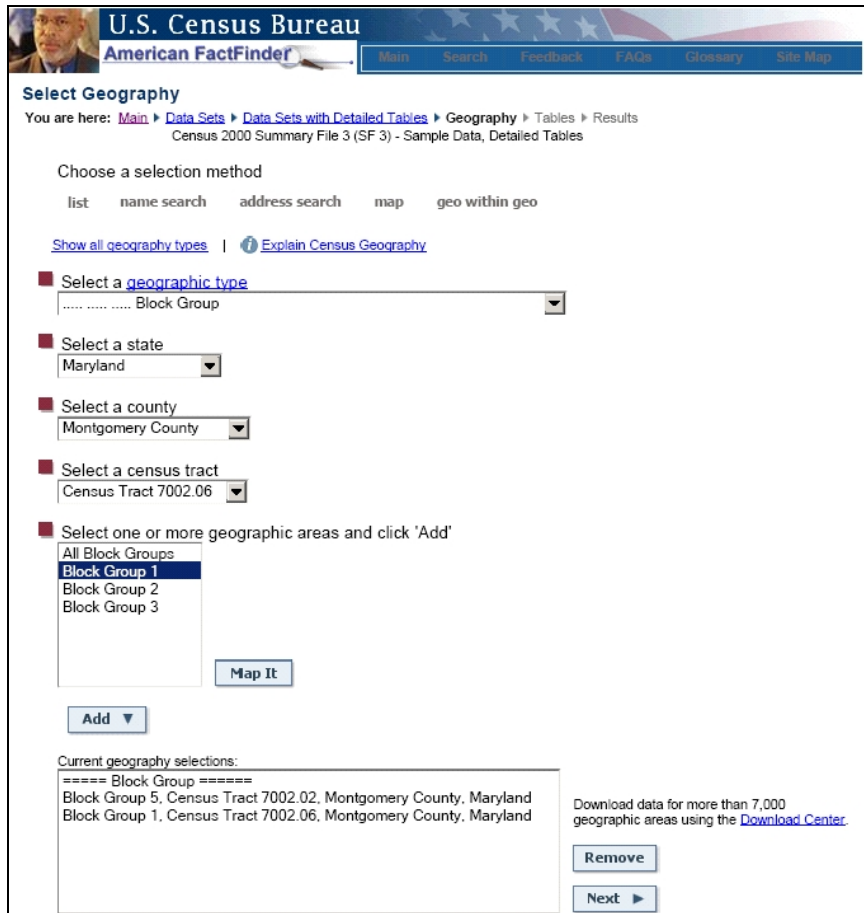 U.S. Census Bureau
American FactFinder
Main Search Feedback FAQs Glossary Site Map
Select Geography
You are here: Main ▶ Data Sets ▶ Data Sets with Detailed Tables ▶ Geography ▶ Tables ▶ Results
Census 2000 Summary File 3 (SF 3) - Sample Data, Detailed Tables
Choose a selection method
list name search address search map geo within geo
Show all geography types | Explain Census Geography
Select a geographic type
..... ..... ..... Block Group
Select a state
Maryland
Select a county
Montgomery County
Select a census tract
Census Tract 7002.06
Select one or more geographic areas and click 'Add'
All Block Groups
Block Group 1
Block Group 2
Block Group 3
Map It
Add ▼
Current geography selections:
===== Block Group ======
Block Group 5, Census Tract 7002.02, Montgomery County, Maryland
Block Group 1, Census Tract 7002.06, Montgomery County, Maryland
Download data for more than 7,000
geographic areas using the Download Center.
Remove
Next ▶